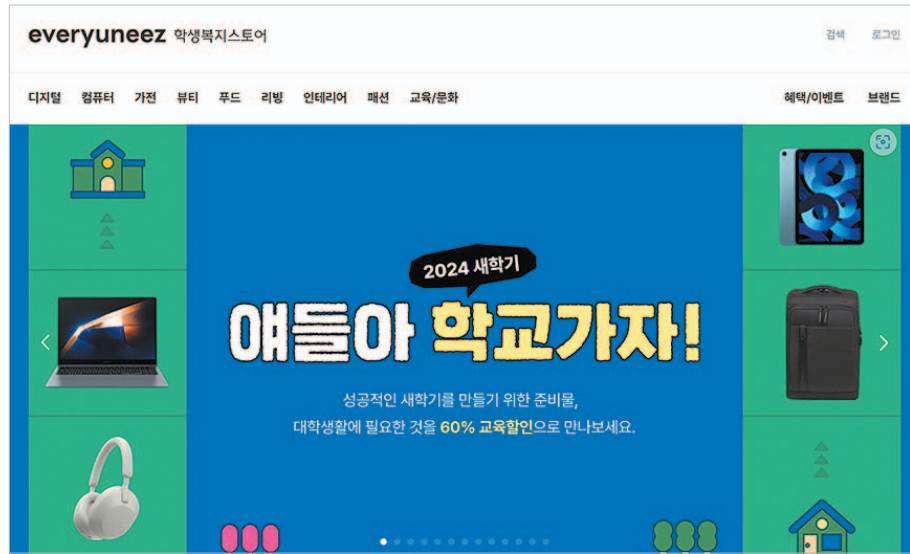 everyuneez 학생복지스토어
검색 로그인
디지털 컴퓨터 가전 뷰티 푸드 리빙 인테리어 패션 교육/문화 혜택/이벤트 브랜드
2024 새학기
얘들아 학교가자!
성공적인 새학기를 만들기 위한 준비물,
대학생활에 필요한 것을 60% 교육할인으로 만나보세요.